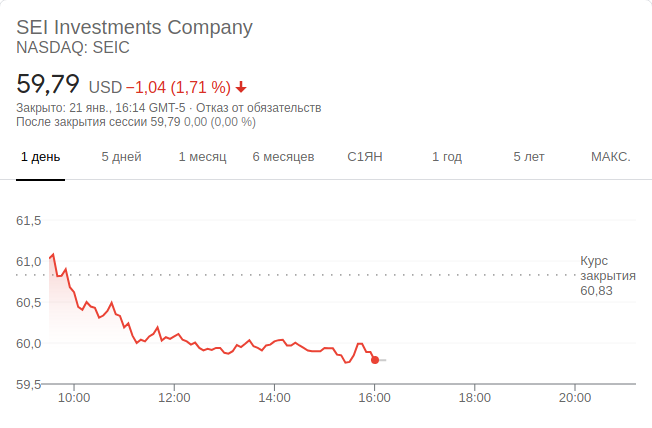 SEI Investments Company
NASDAQ: SEIC
59,79 USD −1,04 (1,71 %)
Закрыто: 21 янв., 16:14 GMT-5 · Отказ от обязательств
После закрытия сессии 59,79 0,00 (0,00 %)
1 день 5 дней 1 месяц 6 месяцев С1ЯН 1 год 5 лет МАКС.
61,5
61,0
60,5
60,0
59,5
Курс
закрытия
60,83
10:00 12:00 14:00 16:00 18:00 20:00